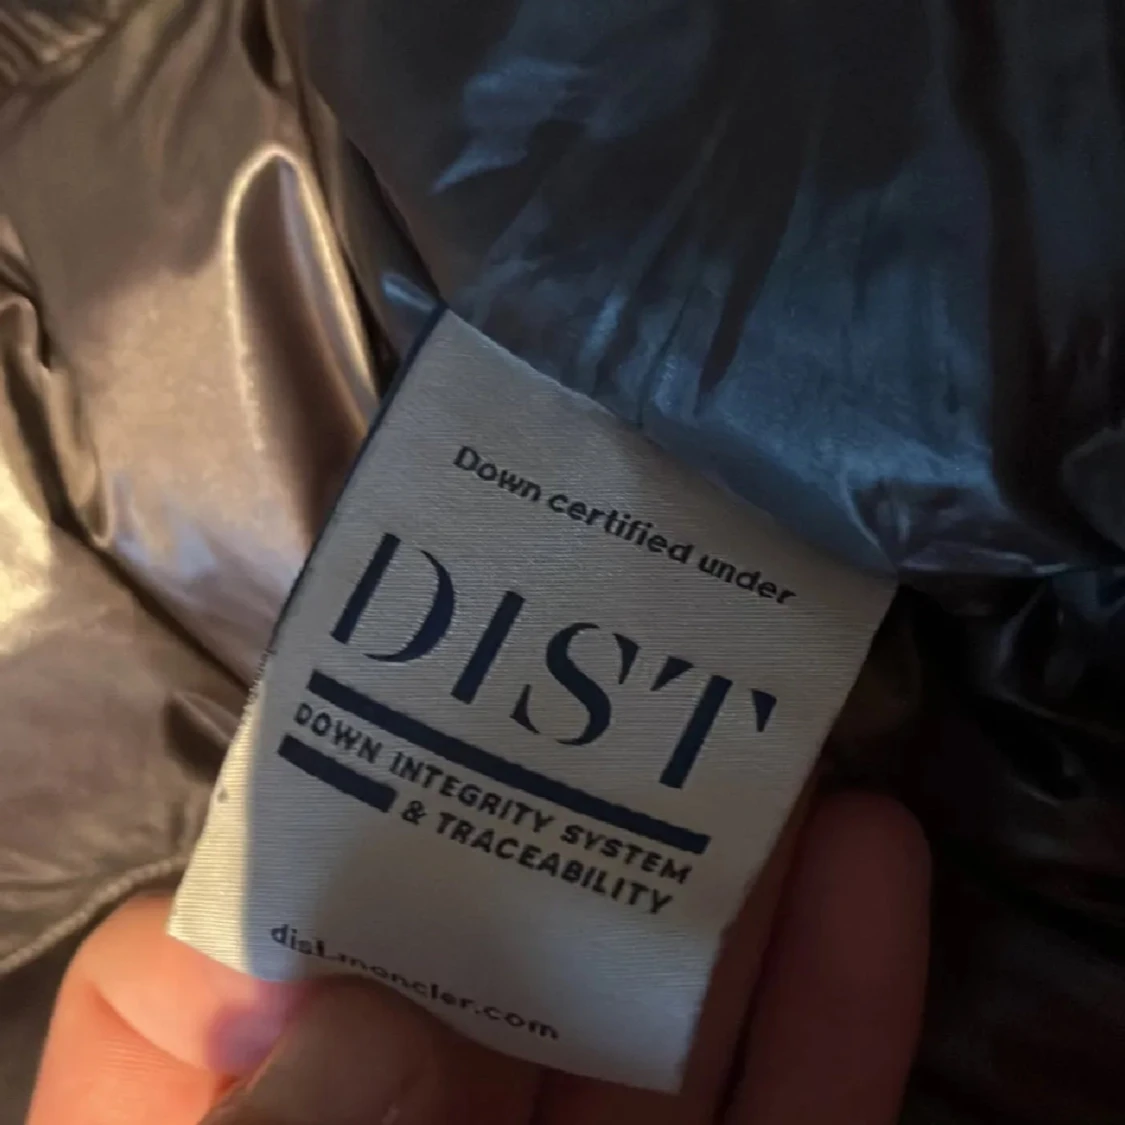 Down certified under
DIST
DOWN INTEGRITY SYSTEM
& TRACEABILITY
dist.moncler.com